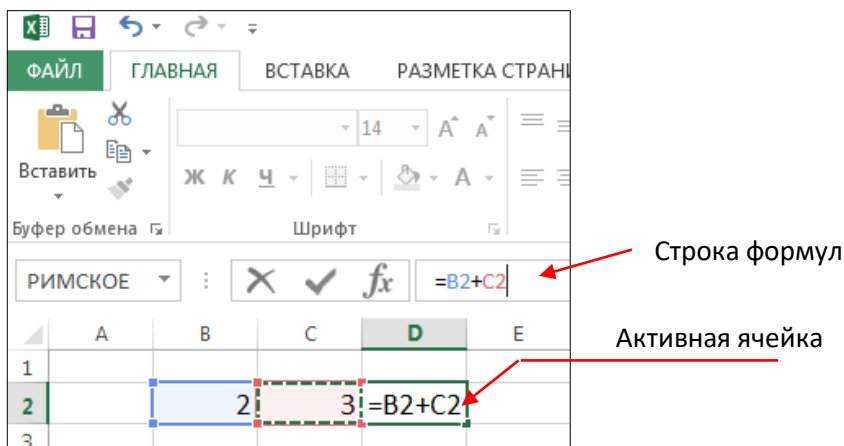 ФАЙЛ ГЛАВНАЯ ВСТАВКА РАЗМЕТКА СТРАНИ
14 A A
Вставить Ж К Ч А
Буфер обмена Шрифт
Строка формул
РИМСКОЕ fx =B2+C2
A B C D E
Активная ячейка
1
2 2 3 =B2+C2
3